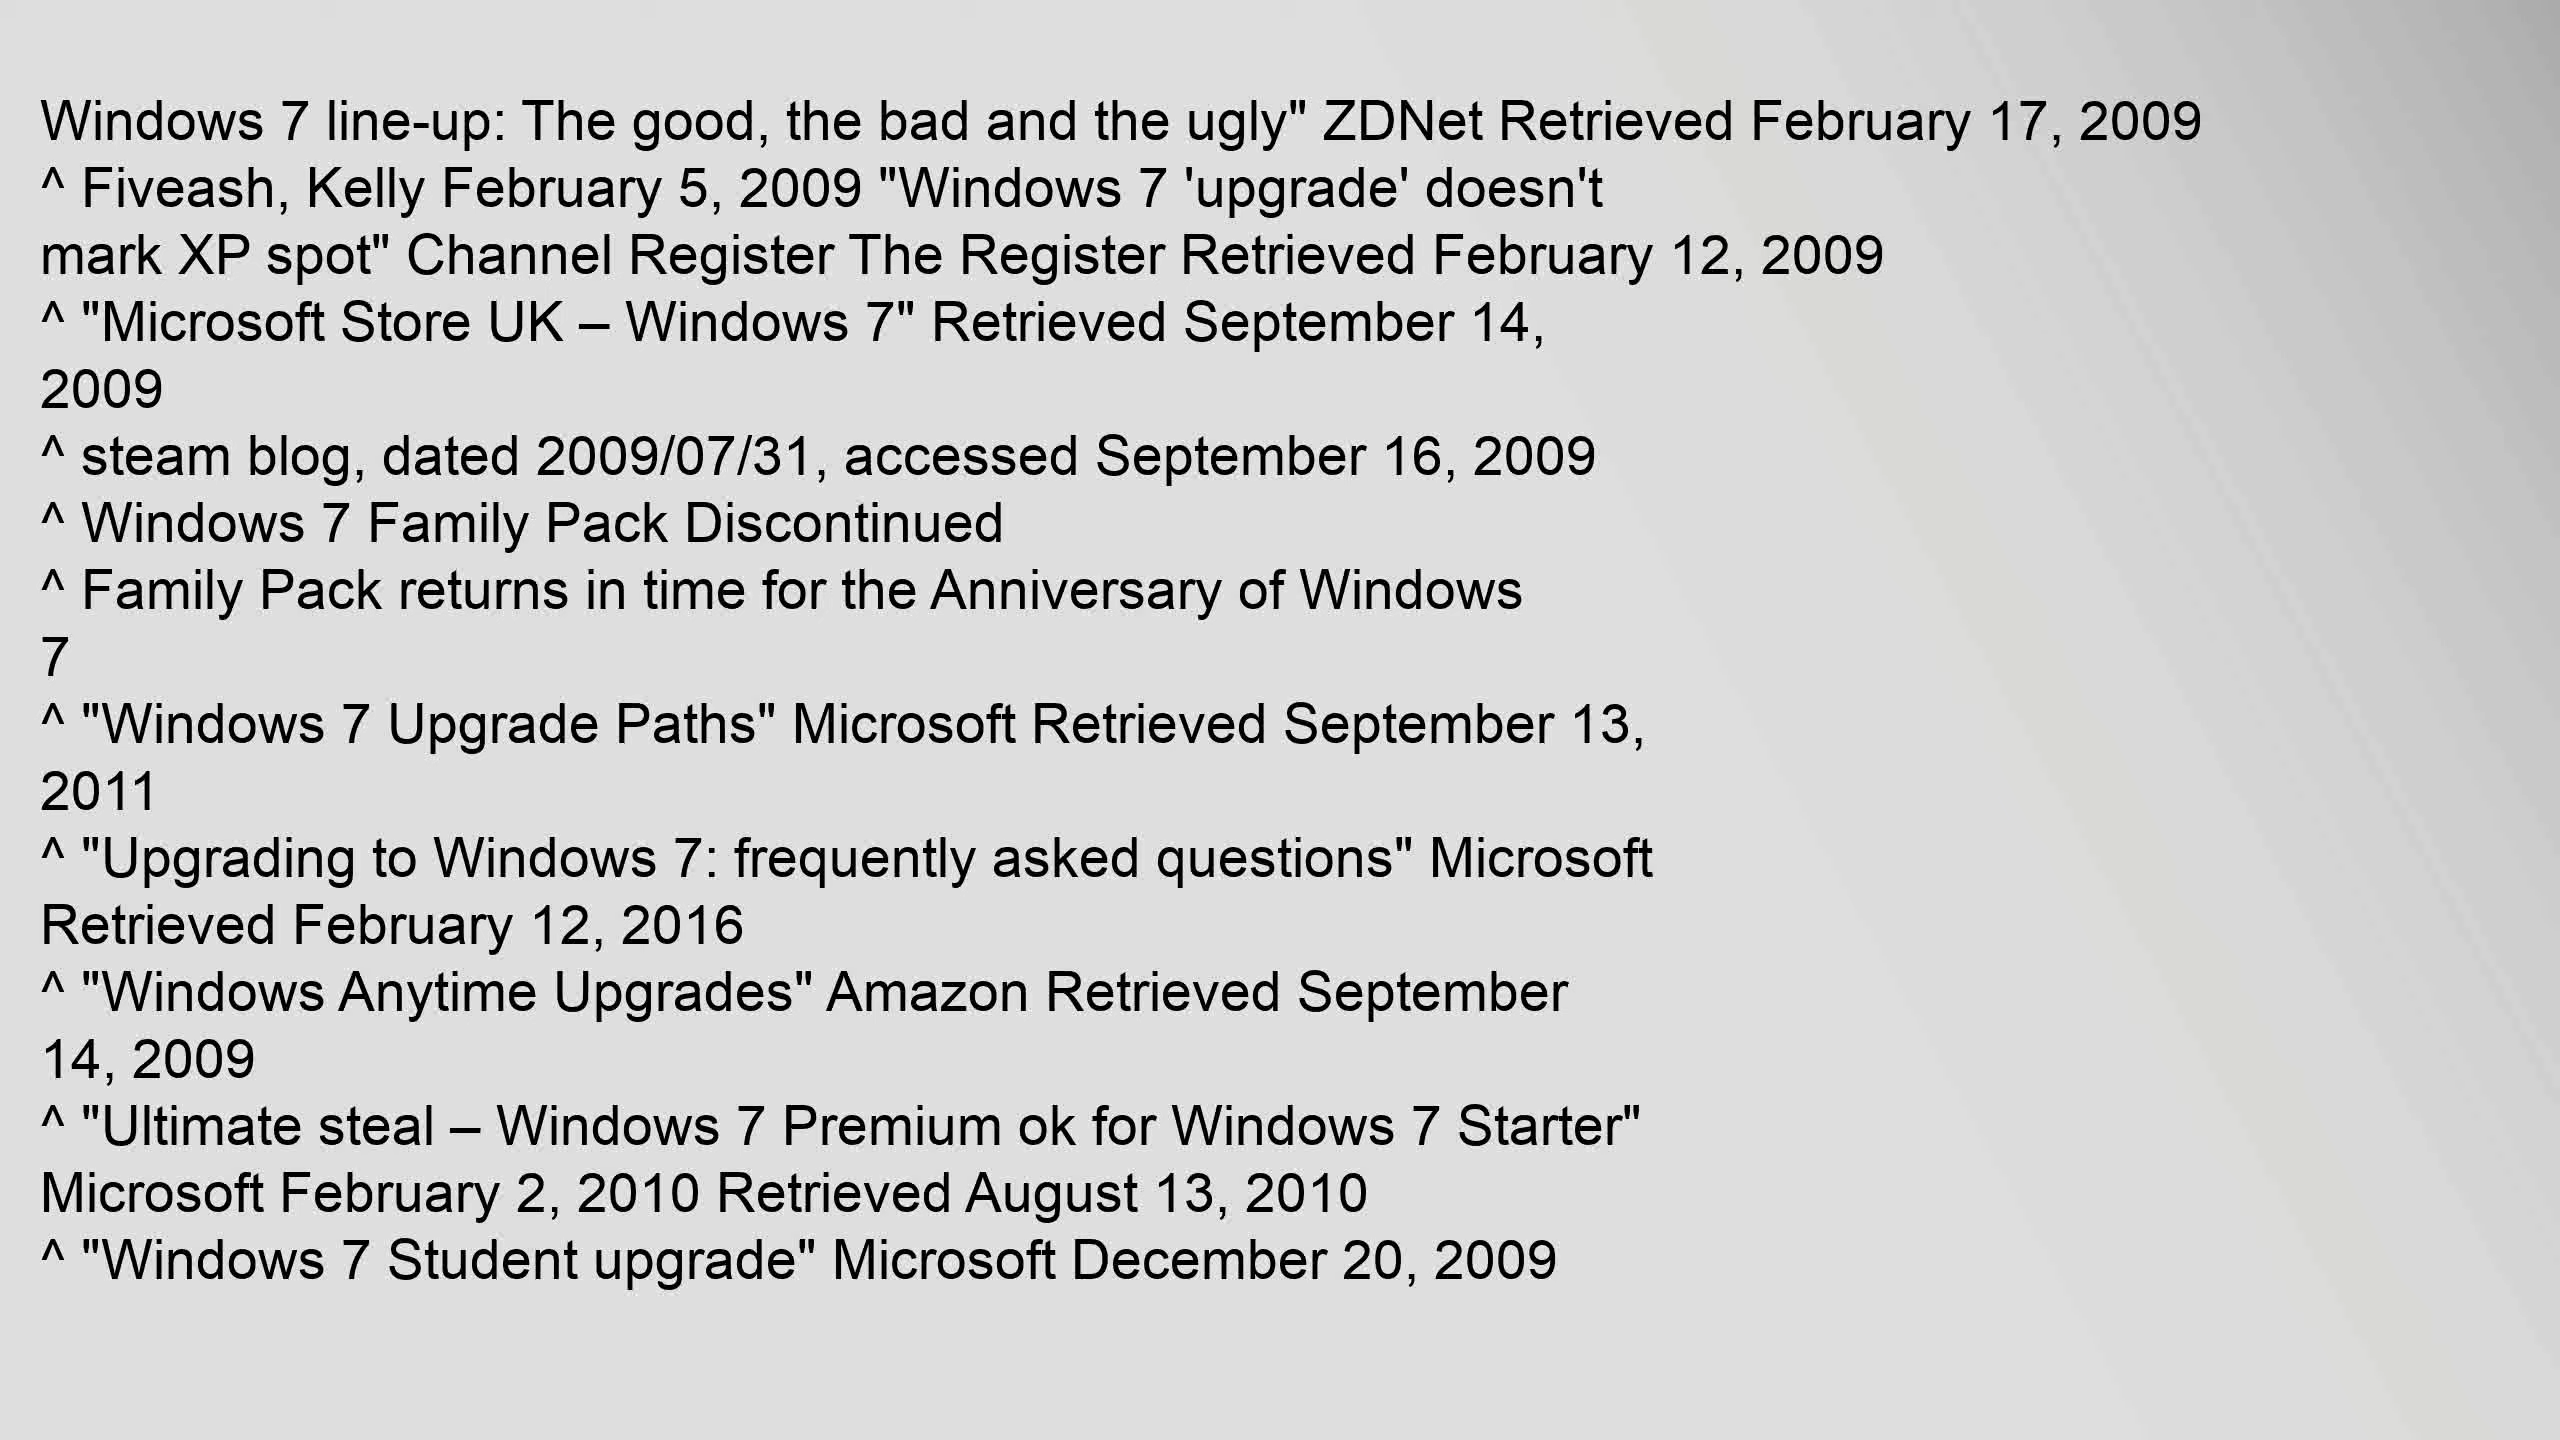 Windows 7 line-up: The good, the bad and the ugly" ZDNet Retrieved February 17, 2009
^ Fiveash, Kelly February 5, 2009 "Windows 7 'upgrade' doesn't
mark XP spot" Channel Register The Register Retrieved February 12, 2009
^ "Microsoft Store UK – Windows 7" Retrieved September 14,
2009
^ steam blog, dated 2009/07/31, accessed September 16, 2009
^ Windows 7 Family Pack Discontinued
^ Family Pack returns in time for the Anniversary of Windows
7
^ "Windows 7 Upgrade Paths" Microsoft Retrieved September 13,
2011
^ "Upgrading to Windows 7: frequently asked questions" Microsoft
Retrieved February 12, 2016
^ "Windows Anytime Upgrades" Amazon Retrieved September
14, 2009
^ "Ultimate steal – Windows 7 Premium ok for Windows 7 Starter"
Microsoft February 2, 2010 Retrieved August 13, 2010
^ "Windows 7 Student upgrade" Microsoft December 20, 2009